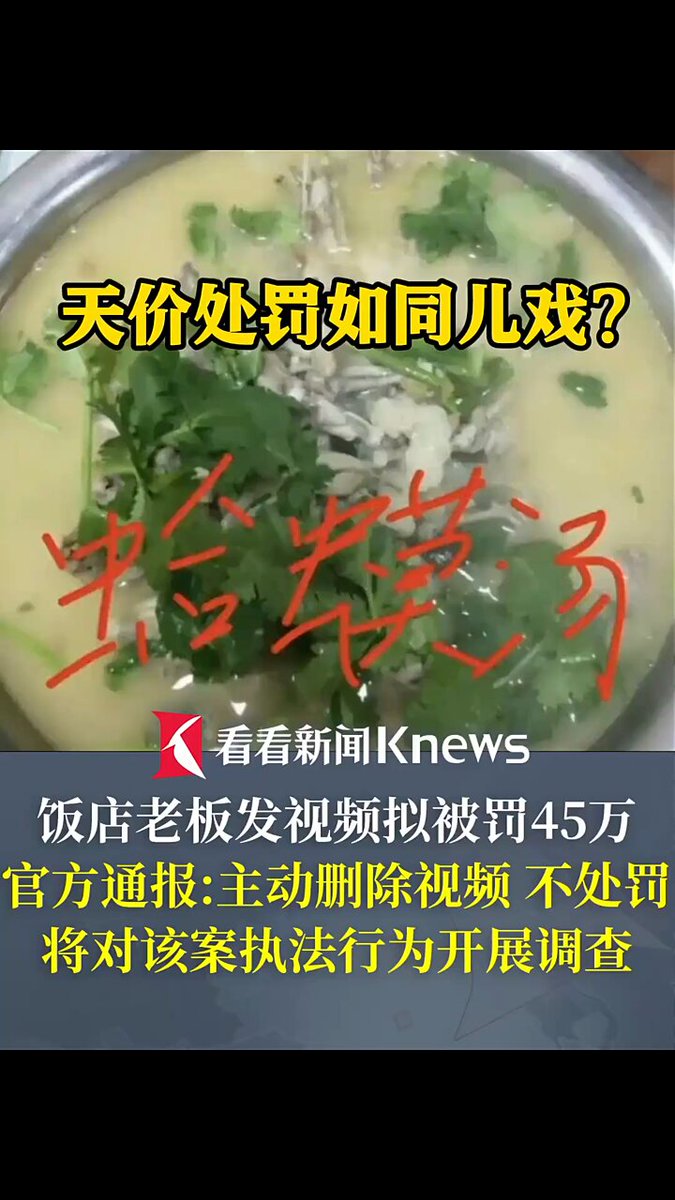 天价处罚如同儿戏?
蛤蟆汤
看看新闻Knews
饭店老板发视频拟被罚45万
官方通报:主动删除视频 不处罚
将对该案执法行为开展调查